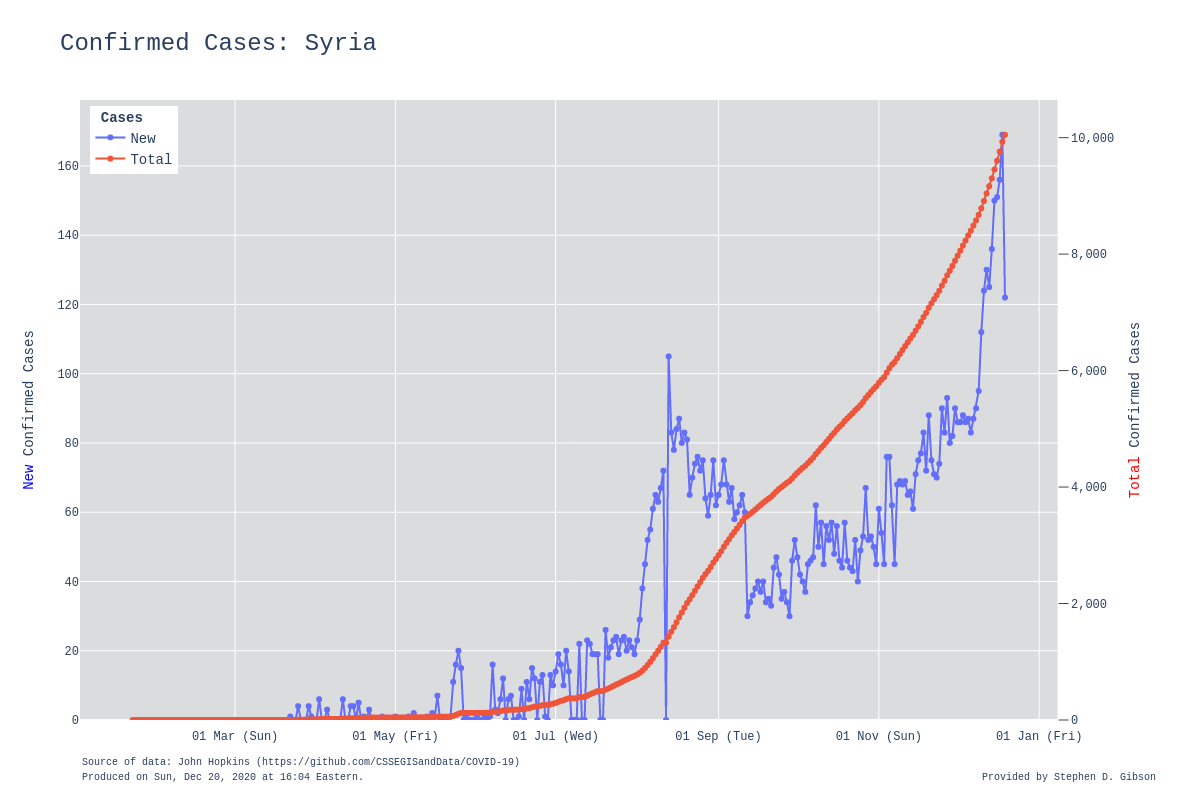 Confirmed Cases: Syria
Cases
New
Total
160
140
120
100
80
60
40
20
0
10,000
8,000
6,000
4,000
2,000
0
New Confirmed Cases
Total Confirmed Cases
01 Mar (Sun)
01 May (Fri)
01 Jul (Wed)
01 Sep (Tue)
01 Nov (Sun)
01 Jan (Fri)
Source of data: John Hopkins (https://github.com/CSSEGISandData/COVID-19)
Produced on Sun, Dec 20, 2020 at 16:04 Eastern.
Provided by Stephen D. Gibson